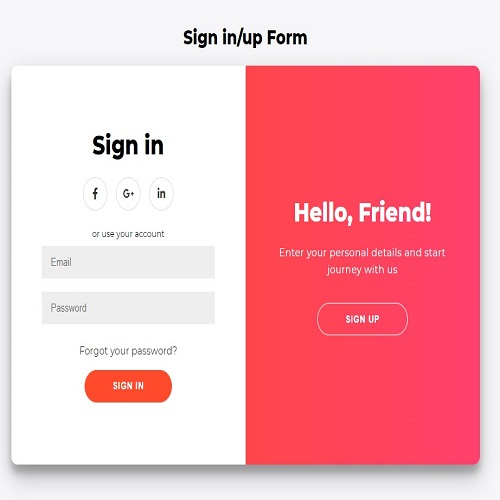 Sign in/up Form
Sign in
f G+ in
or use your account
Email
Password
Forgot your password?
SIGN IN
Hello, Friend!
Enter your personal details and start
journey with us
SIGN UP